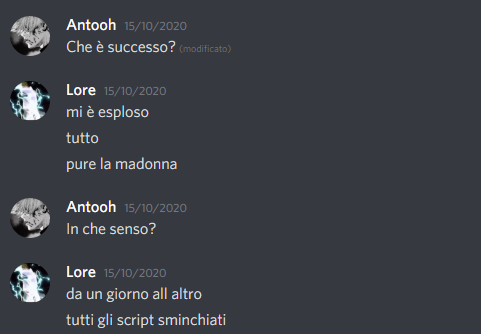 Antooh 15/10/2020
Che è successo? (modificato)
Lore 15/10/2020
mi è esploso
tutto
pure la madonna
Antooh 15/10/2020
In che senso?
Lore 15/10/2020
da un giorno all altro
tutti gli script sminchiati